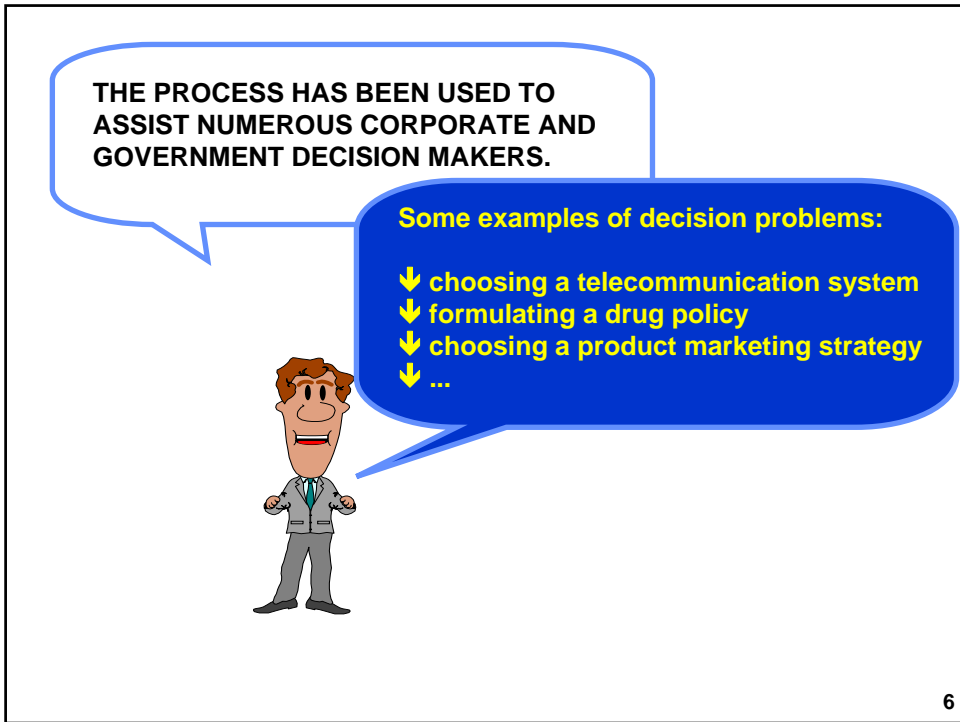 THE PROCESS HAS BEEN USED TO
ASSIST NUMEROUS CORPORATE AND
GOVERNMENT DECISION MAKERS.
Some examples of decision problems:
🡻 choosing a telecommunication system
🡻 formulating a drug policy
🡻 choosing a product marketing strategy
🡻 ...
6